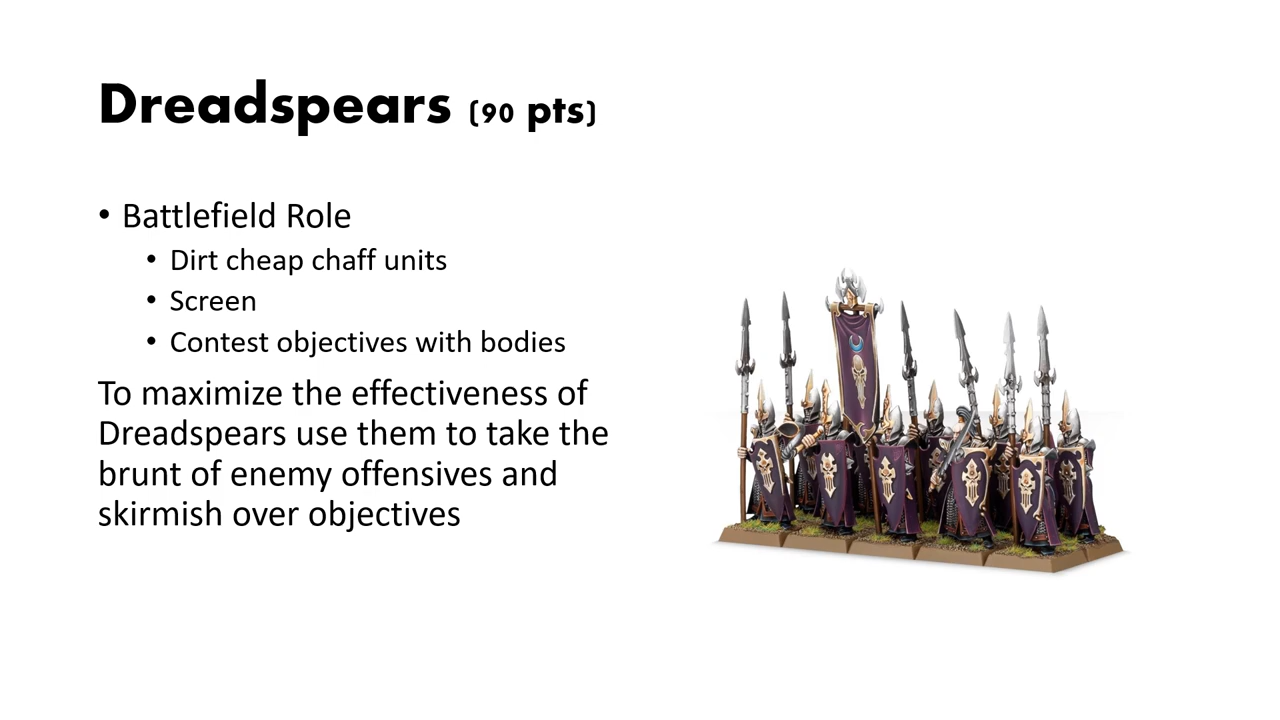 Dreadspears (90 pts)
• Battlefield Role
• Dirt cheap chaff units
• Screen
• Contest objectives with bodies
To maximize the effectiveness of
Dreadspears use them to take the
brunt of enemy offensives and
skirmish over objectives